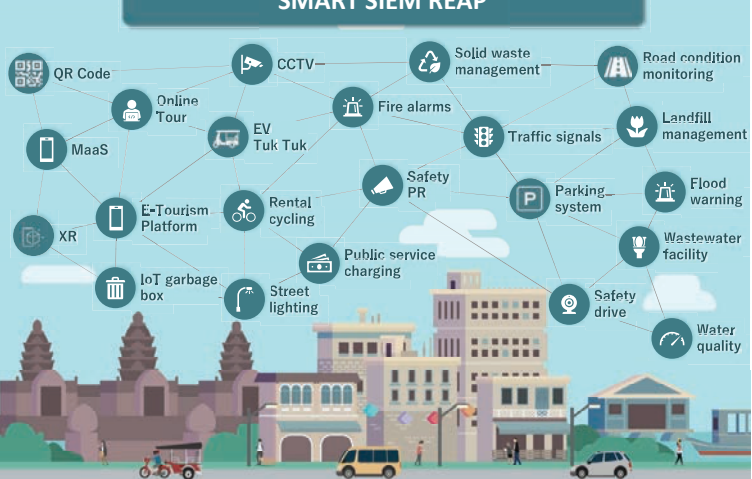 SMART SIEM REAP
QR Code
CCTV
Solid waste
management
Road condition
monitoring
Online
Tour
EV
Tuk Tuk
Fire alarms
Traffic signals
Landfill
management
MaaS
Safety
PR
Parking
system
Flood
warning
E-Tourism
Platform
Rental
cycling
XR
Public service
charging
Wastewater
facility
IoT garbage
box
Street
lighting
Safety
drive
Water
quality
P